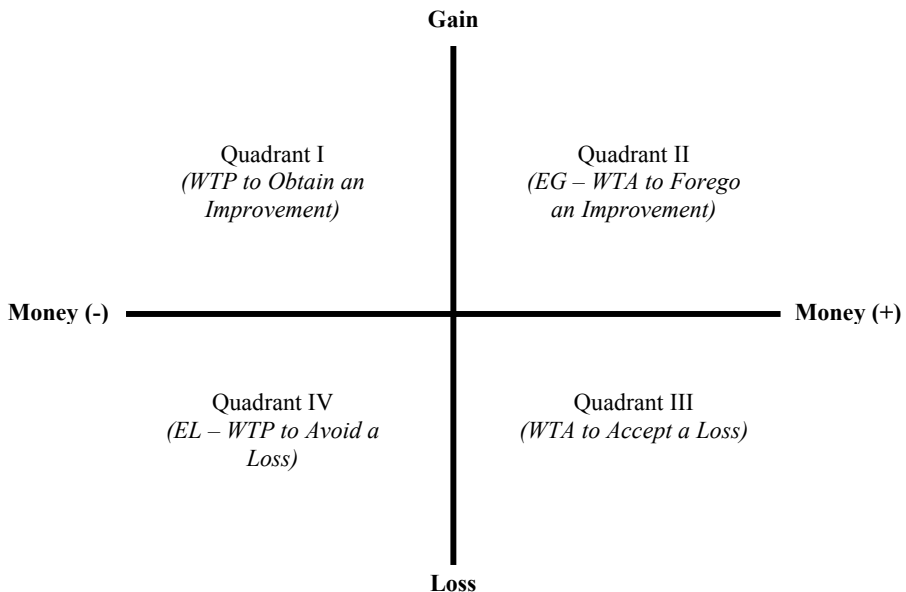 Gain
Quadrant I
(WTP to Obtain an
Improvement)
Quadrant II
(EG – WTA to Forego
an Improvement)
Money (-)
Money (+)
Quadrant IV
(EL – WTP to Avoid a
Loss)
Quadrant III
(WTA to Accept a Loss)
Loss